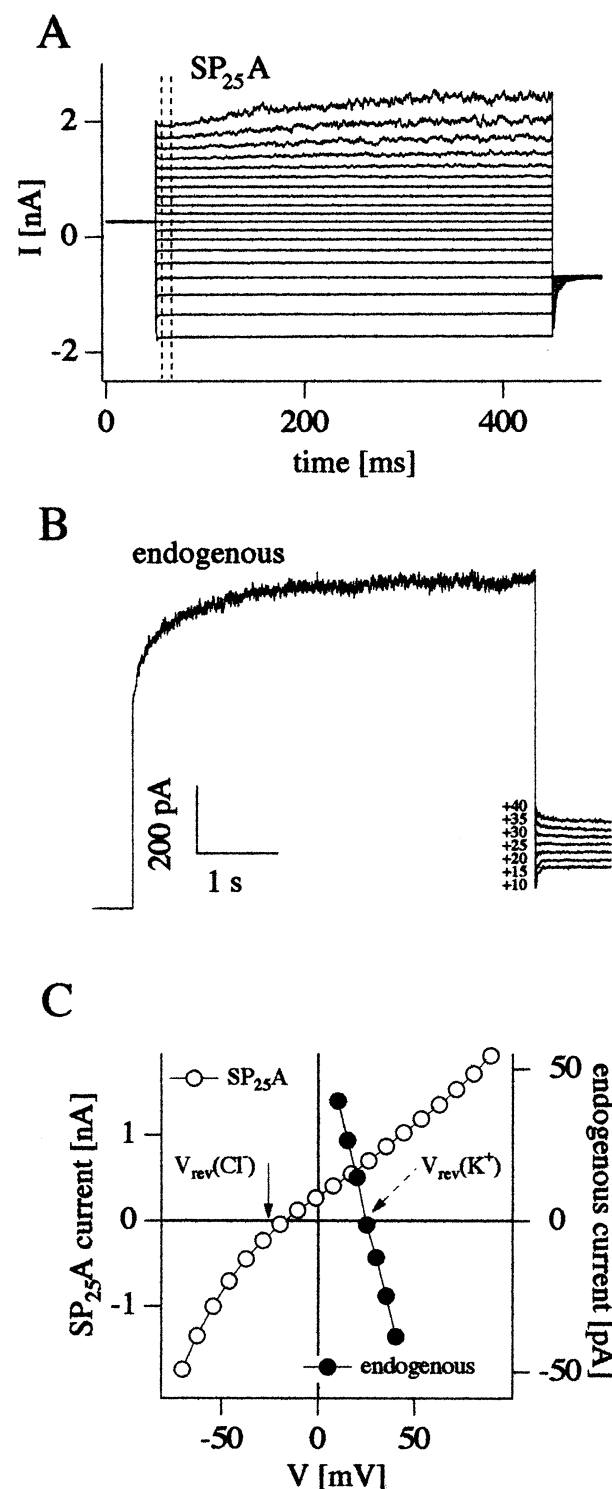 A
SP₂₅A
I [nA]
2
0
-2
0
200
400
time [ms]
B
endogenous
200 pA
1 s
+40
+35
+30
+25
+20
+15
+10
C
SP₂₅A
SP₂₅A current [nA]
1
0
-1
V_rev(Cl⁻)
V_rev(K⁺)
endogenous
50
0
-50
endogenous current [pA]
-50
0
50
V [mV]